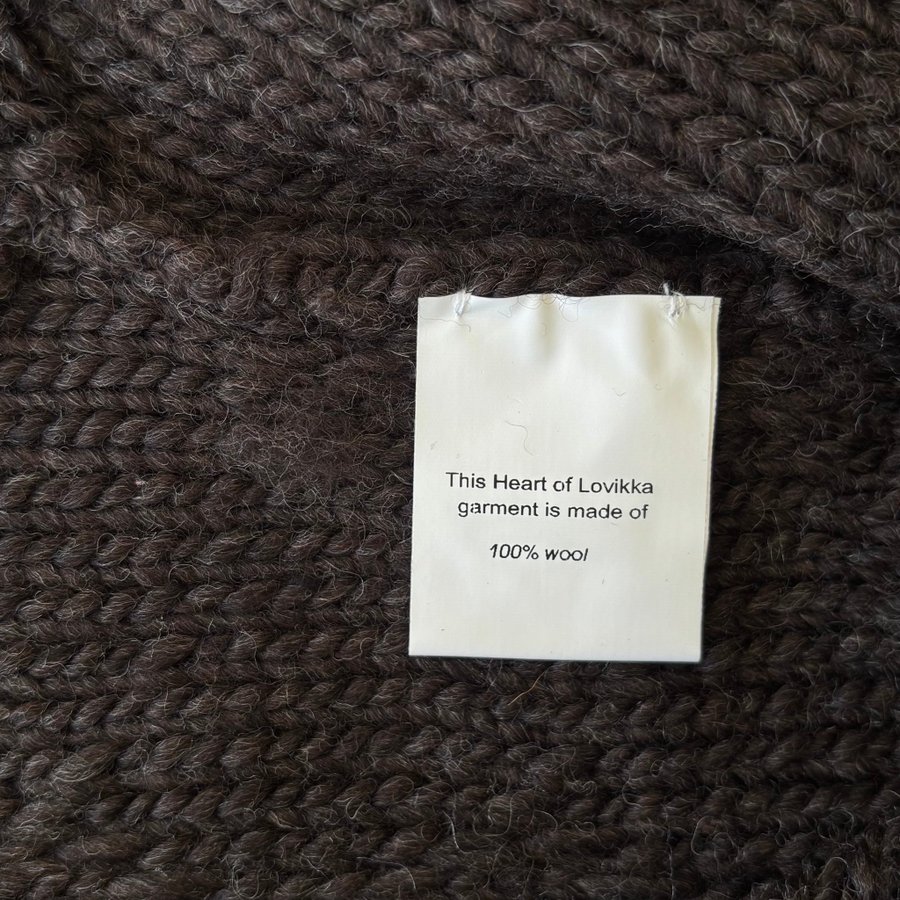 This Heart of Lovikka
garment is made of
100% wool